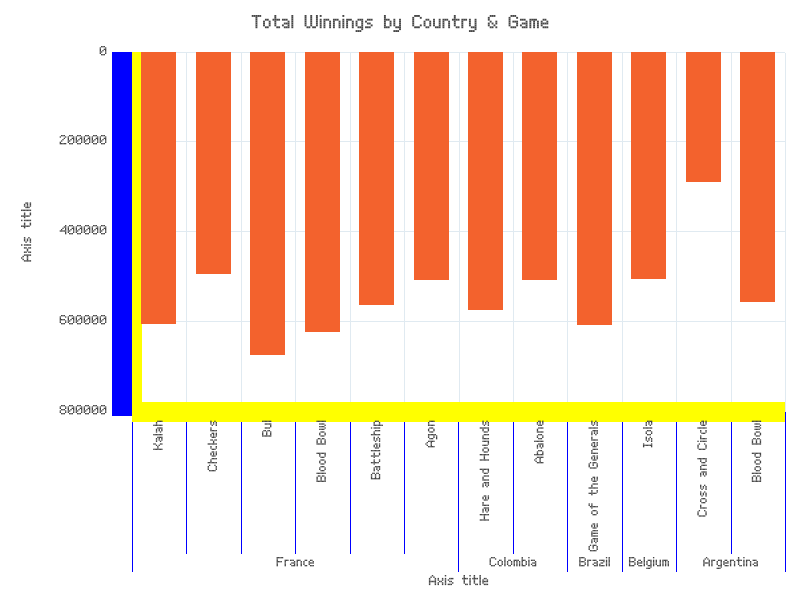 Total Winnings by Country & Game
0
200000
400000
600000
800000
Axis title
Kalah
Checkers
Bul
Blood Bowl
Battleship
Agon
Hare and Hounds
Abalone
Game of the Generals
Isola
Cross and Circle
Blood Bowl
France
Colombia
Brazil
Belgium
Argentina
Axis title